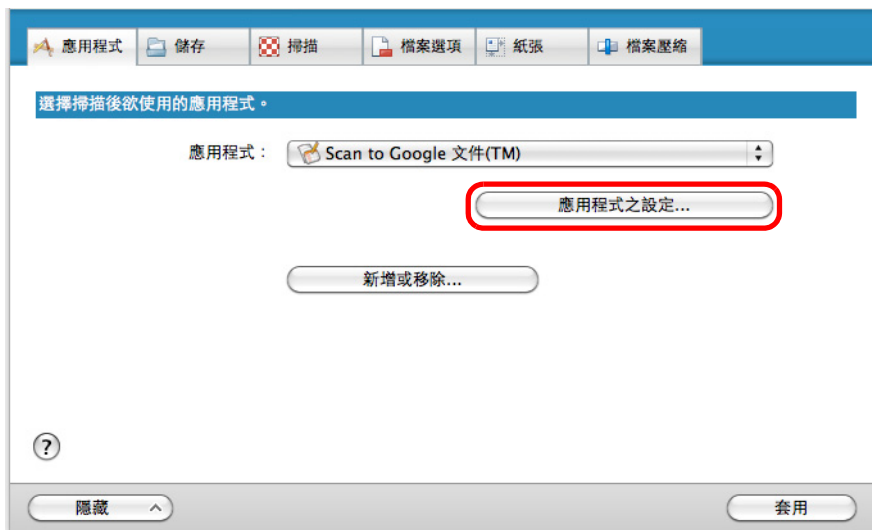 應用程式 儲存 掃描 檔案選項 紙張 檔案壓縮
選擇掃描後欲使用的應用程式。
應用程式： Scan to Google 文件(TM)
應用程式之設定...
新增或移除...
?
隱藏 套用